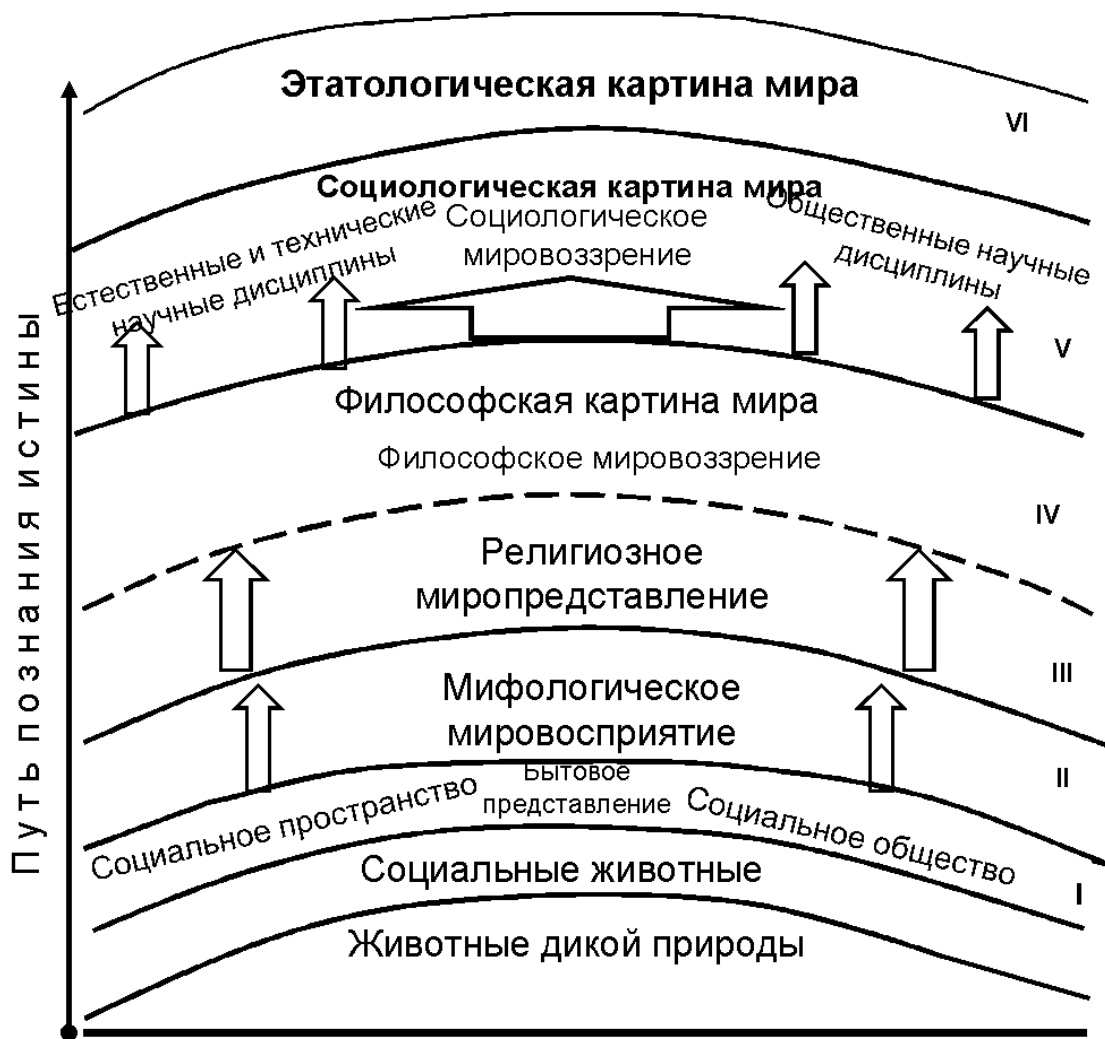 Этатологическая картина мира
VI
Социологическая картина мира
Естественные и технические
научные дисциплины
Социологическое
мировоззрение
Общественные научные
дисциплины
V
Философская картина мира
Философское мировоззрение
IV
Религиозное
миропредставление
III
Мифологическое
мировосприятие
II
Бытовое
представление
Социальное пространство
Социальное общество
I
Социальные животные
Животные дикой природы
Путь познания истины